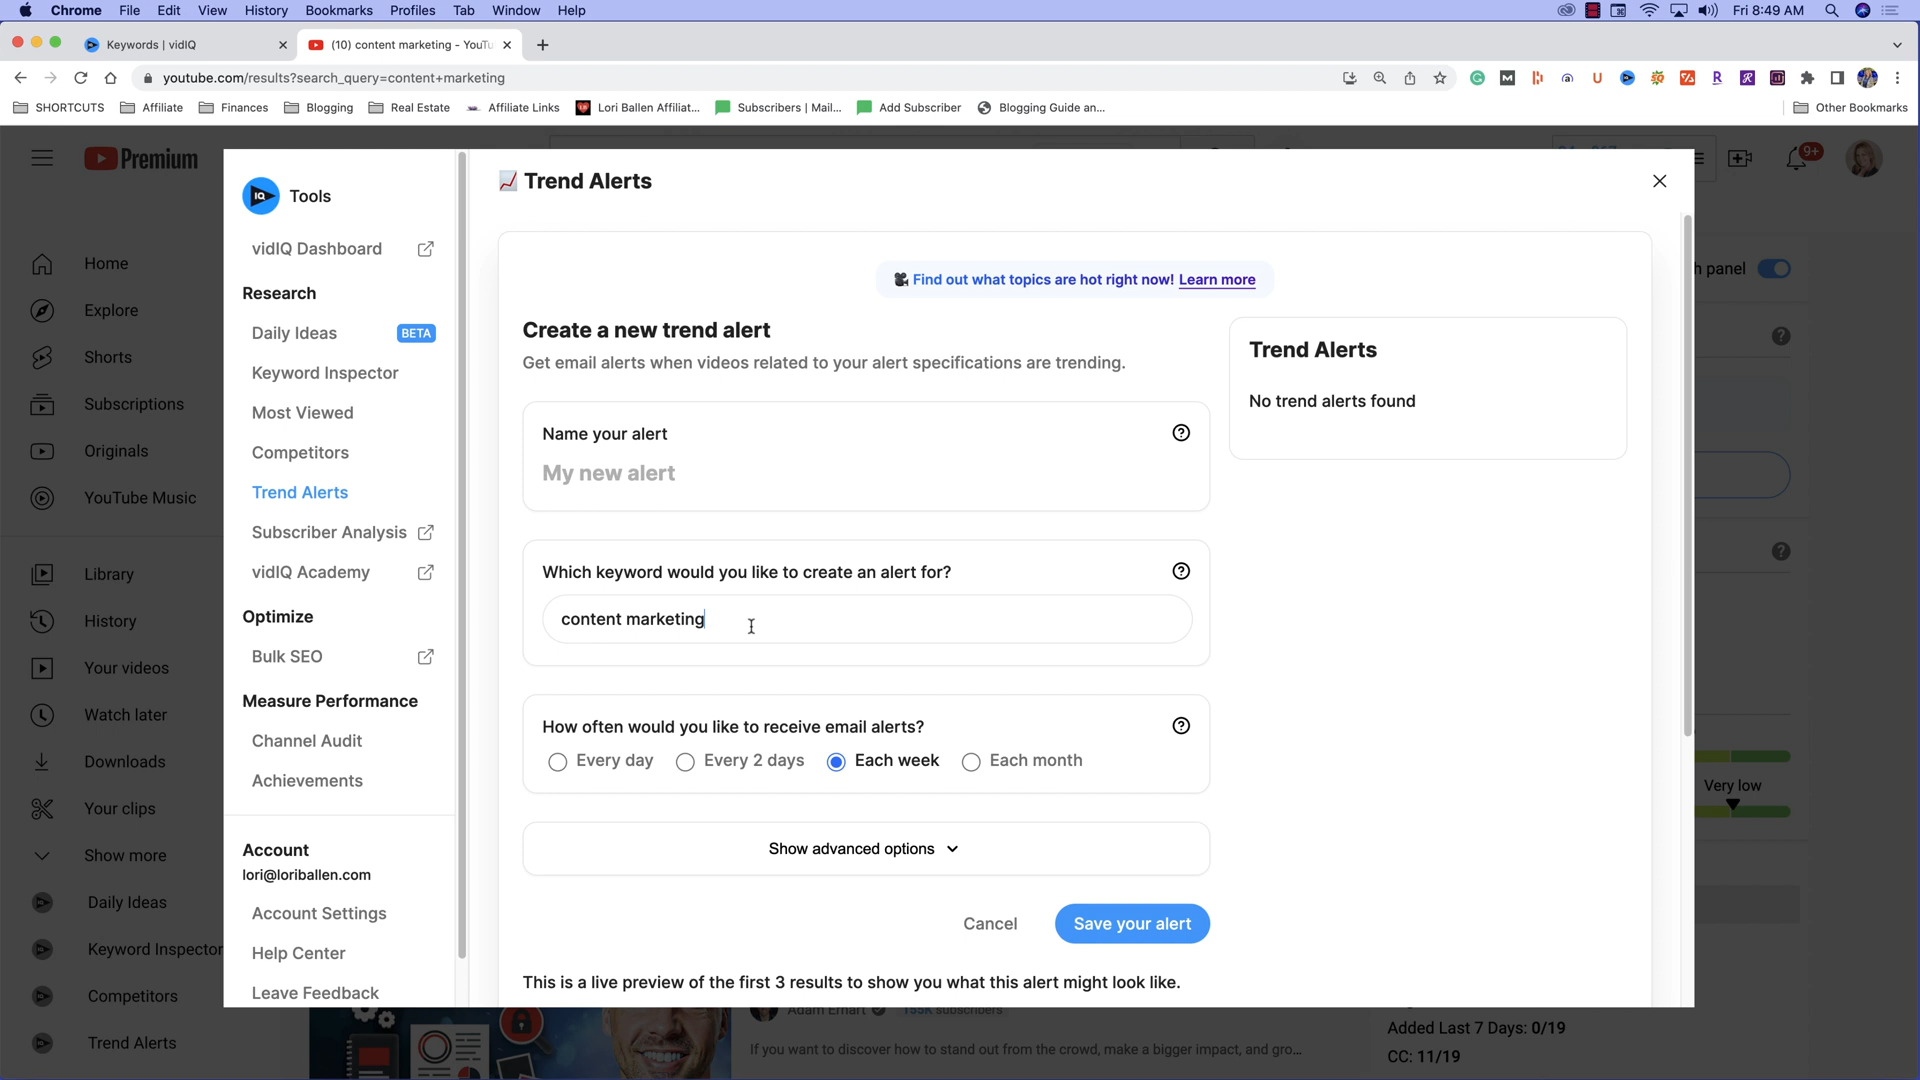 Chrome File Edit View History Bookmarks Profiles Tab Window Help Fri 8:49 AM
Keywords | vidIQ
(10) content marketing - YouTu
youtube.com/results?search_query=content+marketing
SHORTCUTS Affiliate Finances Blogging Real Estate Affiliate Links Lori Ballen Affiliat... Subscribers | Mail... Add Subscriber Blogging Guide an... Other Bookmarks
Premium
9+
Home
Explore
Shorts
Subscriptions
Originals
YouTube Music
Library
History
Your videos
Watch later
Downloads
Your clips
Show more
Daily Ideas
Keyword Inspector
Competitors
Trend Alerts
IQ Tools
vidIQ Dashboard
Research
Daily Ideas BETA
Keyword Inspector
Most Viewed
Competitors
Trend Alerts
Subscriber Analysis
vidIQ Academy
Optimize
Bulk SEO
Measure Performance
Channel Audit
Achievements
Account
lori@loriballen.com
Account Settings
Help Center
Leave Feedback
Trend Alerts
Find out what topics are hot right now! Learn more
Create a new trend alert
Get email alerts when videos related to your alert specifications are trending.
Name your alert
My new alert
Which keyword would you like to create an alert for?
content marketing
How often would you like to receive email alerts?
Every day Every 2 days Each week Each month
Show advanced options
Cancel Save your alert
This is a live preview of the first 3 results to show you what this alert might look like.
Trend Alerts
No trend alerts found
h panel
Very low
Adam Erhart 155K subscribers
If you want to discover how to stand out from the crowd, make a bigger impact, and gro...
Added Last 7 Days: 0/19
CC: 11/19